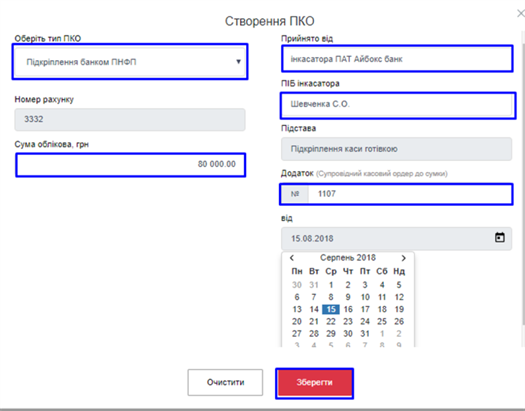 Створення ПКО
Оберіть тип ПКО
Підкріплення банком ПНФП
Номер рахунку
3332
Сума облікова, грн
80 000.00
Прийнято від
інкасатора ПАТ Айбокс банк
ПІБ інкасатора
Шевченка С.О.
Підстава
Підкріплення каси готівкою
Додаток (Супровідний касовий ордер до сумки)
№ 1107
від
15.08.2018
Серпень 2018
Пн Вт Ср Чт Пт Сб Нд
30 31 1 2 3 4 5
6 7 8 9 10 11 12
13 14 15 16 17 18 19
20 21 22 23 24 25 26
27 28 29 30 31 1 2
3 4 5 6 7 8 9
Очистити Зберегти